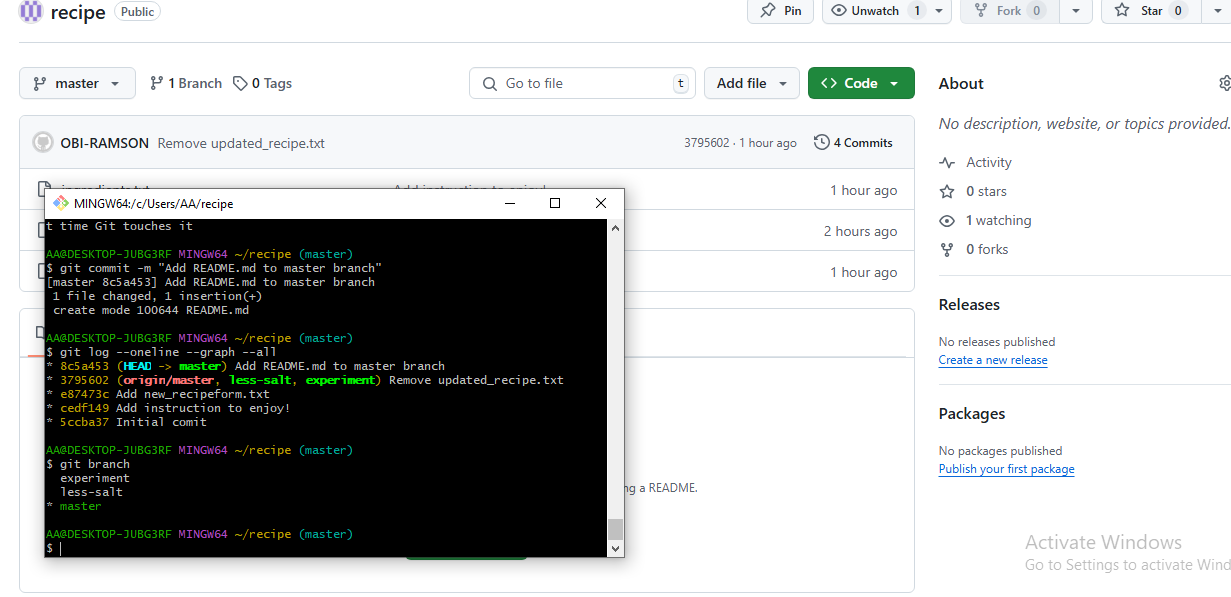 recipe Public
Pin
Unwatch 1
Fork 0
Star 0
master
1 Branch
0 Tags
Go to file t
Add file
Code
OBI-RAMSON Remove updated_recipe.txt
3795602 · 1 hour ago
4 Commits
1 hour ago
2 hours ago
1 hour ago
MINGW64:/c/Users/AA/recipe
t time Git touches it
AA@DESKTOP-JUBG3RF MINGW64 ~/recipe (master)
$ git commit -m "Add README.md to master branch"
[master 8c5a453] Add README.md to master branch
1 file changed, 1 insertion(+)
create mode 100644 README.md
AA@DESKTOP-JUBG3RF MINGW64 ~/recipe (master)
$ git log --oneline --graph --all
* 8c5a453 (HEAD -> master) Add README.md to master branch
* 3795602 (origin/master, less-salt, experiment) Remove updated_recipe.txt
* e87473c Add new_recipeform.txt
* cedf149 Add instruction to enjoy!
* 5ccba37 Initial comit
AA@DESKTOP-JUBG3RF MINGW64 ~/recipe (master)
$ git branch
experiment
less-salt
* master
AA@DESKTOP-JUBG3RF MINGW64 ~/recipe (master)
$
ng a README.
About
No description, website, or topics provided.
Activity
0 stars
1 watching
0 forks
Releases
No releases published
Create a new release
Packages
No packages published
Publish your first package
Activate Windows
Go to Settings to activate Wind